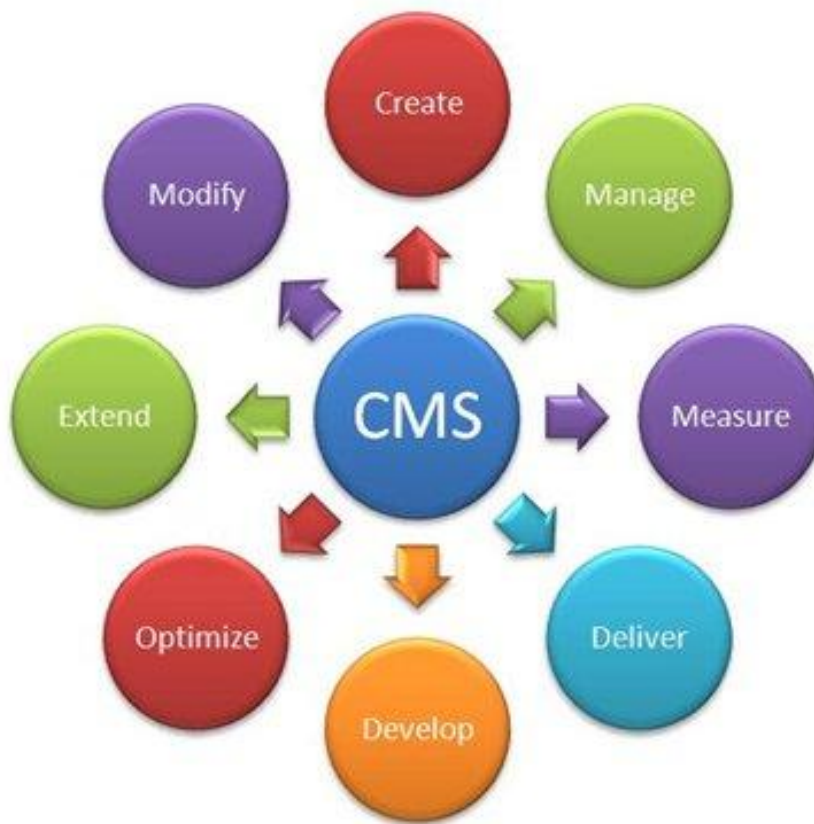 Create
Manage
Measure
Deliver
Develop
Optimize
Extend
Modify
CMS